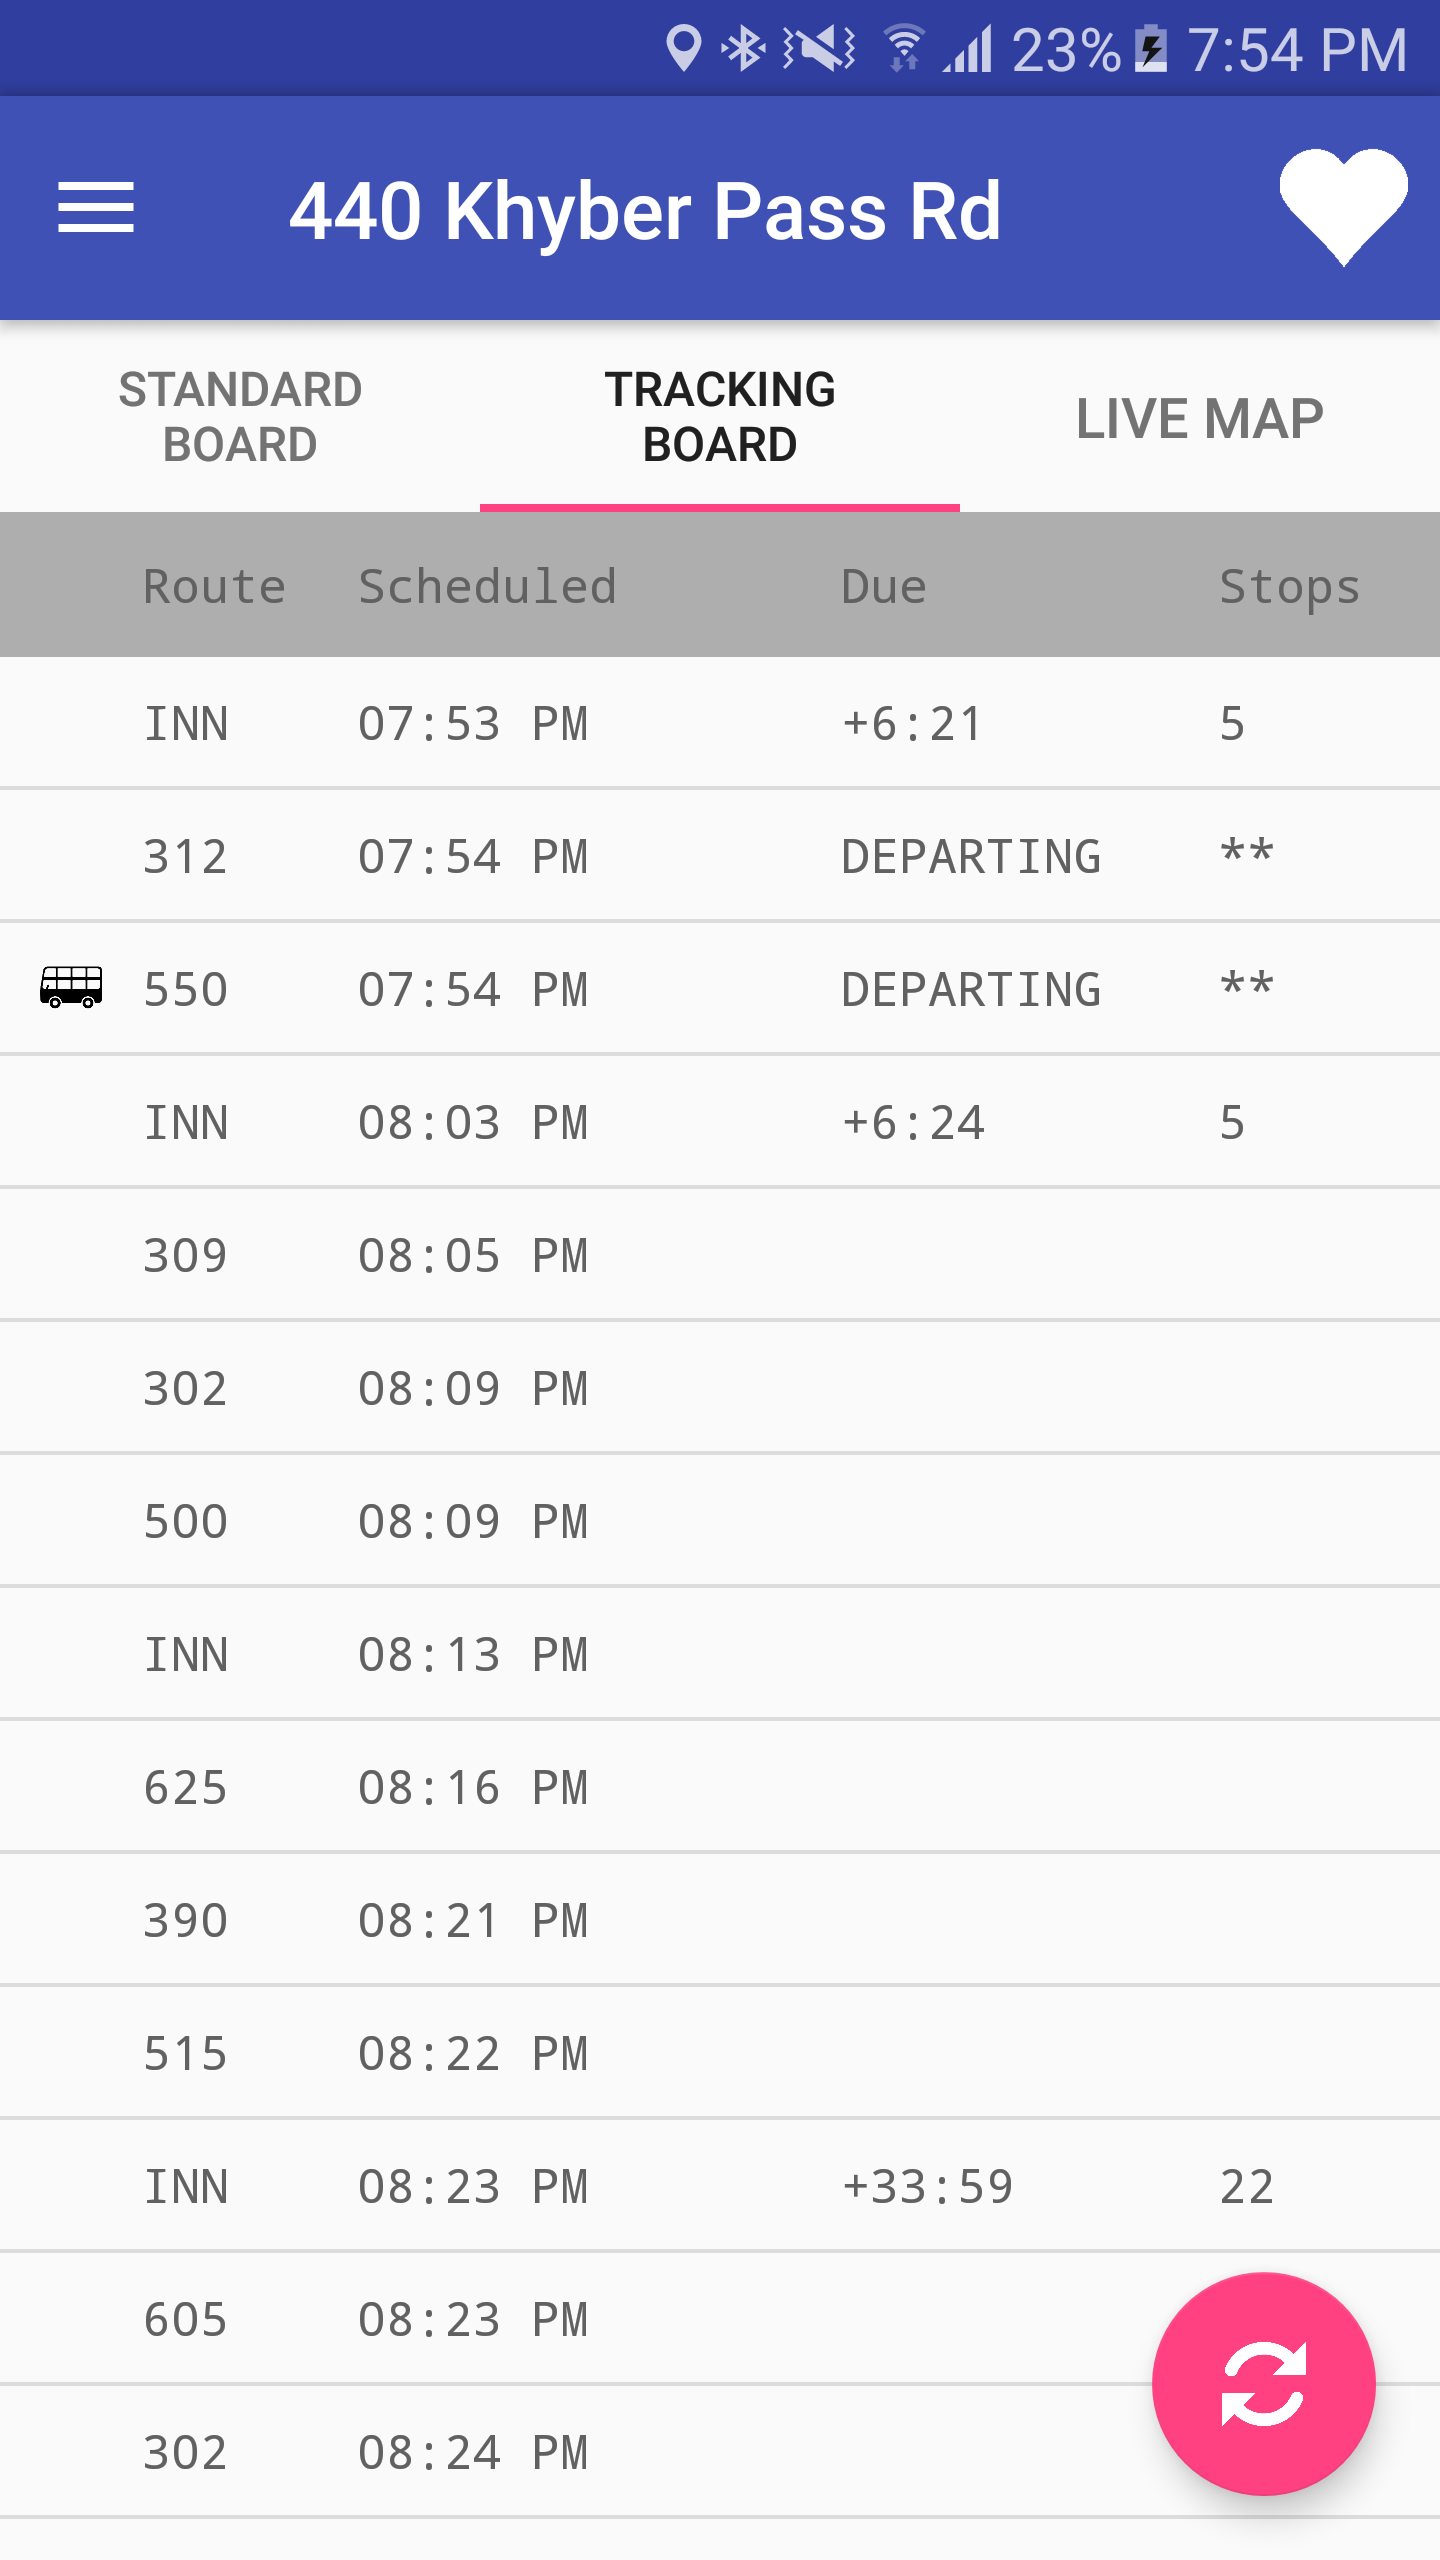 23% 7:54 PM
440 Khyber Pass Rd
STANDARD BOARD
TRACKING BOARD
LIVE MAP
Route Scheduled Due Stops
INN 07:53 PM +6:21 5
312 07:54 PM DEPARTING **
550 07:54 PM DEPARTING **
INN 08:03 PM +6:24 5
309 08:05 PM
302 08:09 PM
500 08:09 PM
INN 08:13 PM
625 08:16 PM
390 08:21 PM
515 08:22 PM
INN 08:23 PM +33:59 22
605 08:23 PM
302 08:24 PM